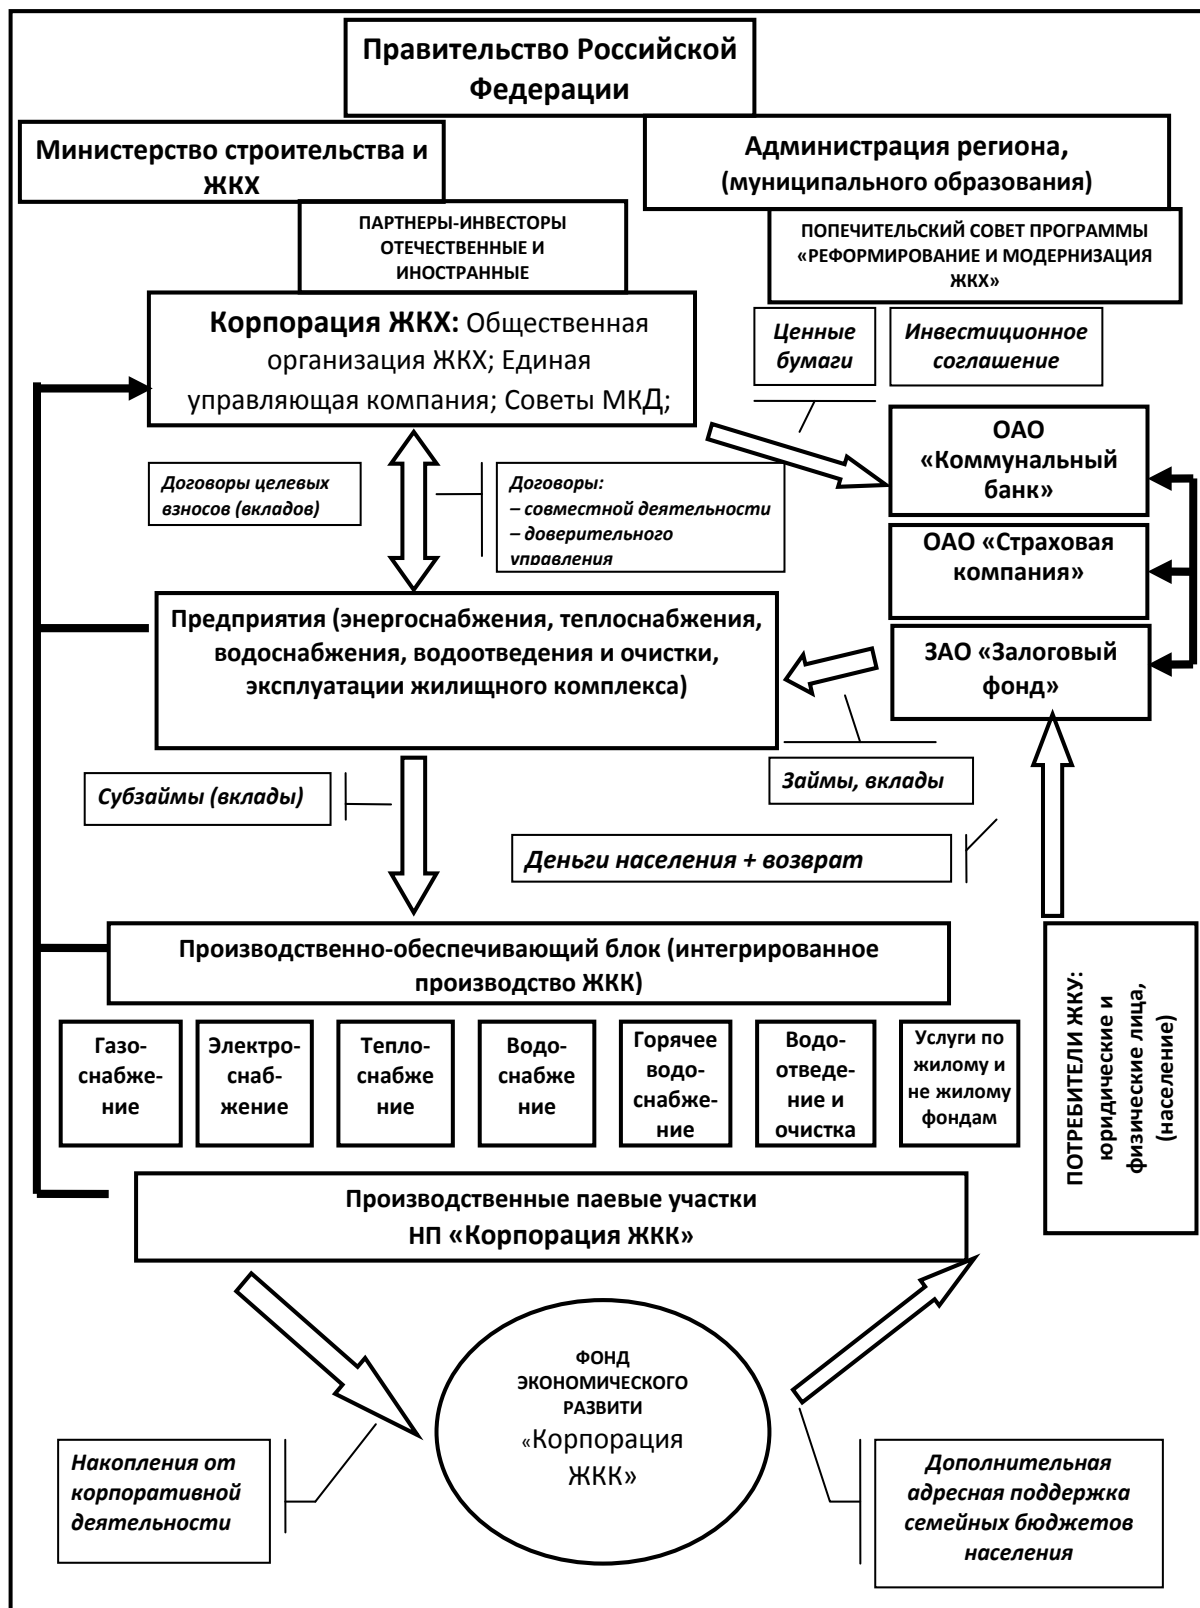 Правительство Российской
Федерации
Министерство строительства и
ЖКХ
Администрация региона,
(муниципального образования)
ПАРТНЕРЫ-ИНВЕСТОРЫ
ОТЕЧЕСТВЕННЫЕ И
ИНОСТРАННЫЕ
ПОПЕЧИТЕЛЬСКИЙ СОВЕТ ПРОГРАММЫ
«РЕФОРМИРОВАНИЕ И МОДЕРНИЗАЦИЯ
ЖКХ»
Корпорация ЖКХ: Общественная
организация ЖКХ; Единая
управляющая компания; Советы МКД;
Ценные
бумаги
Инвестиционное
соглашение
ОАО
«Коммунальный
банк»
Договоры целевых
взносов (вкладов)
Договоры:
– совместной деятельности
– доверительного
управления
ОАО «Страховая
компания»
Предприятия (энергоснабжения, теплоснабжения,
водоснабжения, водоотведения и очистки,
эксплуатации жилищного комплекса)
ЗАО «Залоговый
фонд»
Субзаймы (вклады)
Займы, вклады
Деньги населения + возврат
Производственно-обеспечивающий блок (интегрированное
производство ЖКК)
ПОТРЕБИТЕЛИ ЖКУ:
юридические и
физические лица,
(население)
Газо-
снабже-
ние
Электро-
снаб-
жение
Тепло-
снабже
ние
Водо-
снабже
ние
Горячее
водо-
снабже-
ние
Водо-
отведе-
ние и
очистка
Услуги по
жилому и
не жилому
фондам
Производственные паевые участки
НП «Корпорация ЖКК»
ФОНД
ЭКОНОМИЧЕСКОГО
РАЗВИТИ
«Корпорация
ЖКК»
Накопления от
корпоративной
деятельности
Дополнительная
адресная поддержка
семейных бюджетов
населения